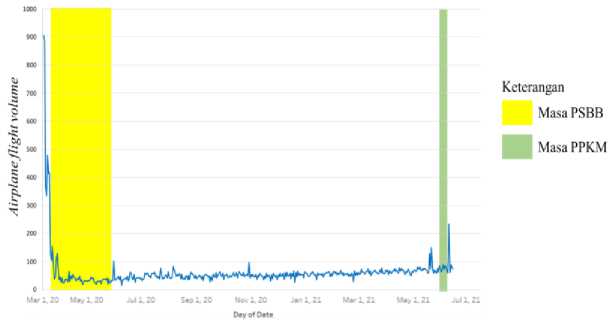 1000
900
800
700
600
500
400
300
200
100
0
Airplane flight volume
Mar 1, 20 May 1, 20 Jul 1, 20 Sep 1, 20 Nov 1, 20 Jan 1, 21 Mar 1, 21 May 1, 21 Jul 1, 21
Day of Date
Keterangan
Masa PSBB
Masa PPKM